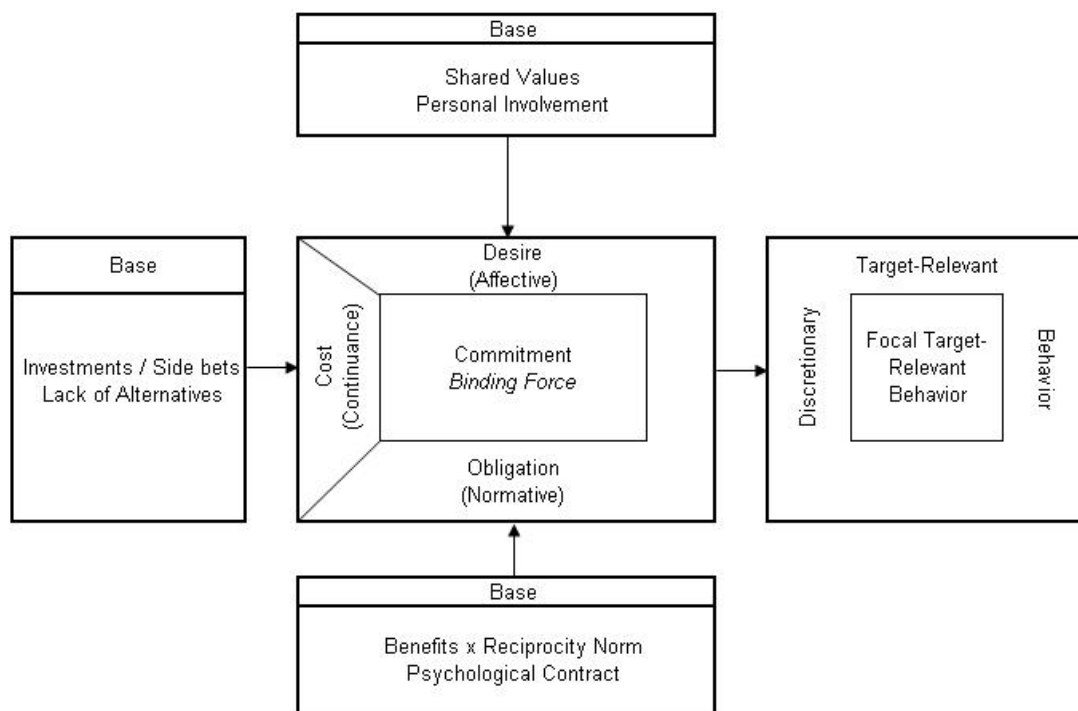 Base
Shared Values
Personal Involvement
Base
Investments / Side bets
Lack of Alternatives
Desire
(Affective)
Cost
(Continuance)
Commitment
Binding Force
Obligation
(Normative)
Target-Relevant
Discretionary
Focal Target-
Relevant
Behavior
Behavior
Base
Benefits x Reciprocity Norm
Psychological Contract